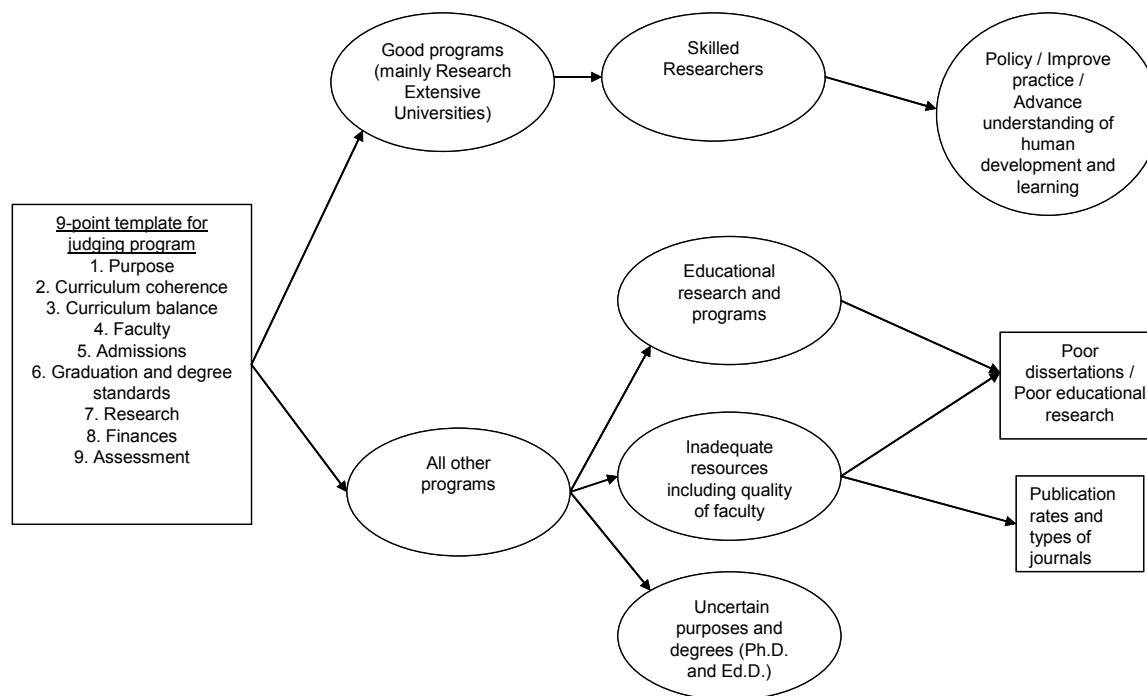 9-point template for
judging program
1. Purpose
2. Curriculum coherence
3. Curriculum balance
4. Faculty
5. Admissions
6. Graduation and degree
standards
7. Research
8. Finances
9. Assessment
Good programs
(mainly Research
Extensive
Universities)
Skilled
Researchers
Policy / Improve
practice /
Advance
understanding of
human
development and
learning
All other
programs
Educational
research and
programs
Inadequate
resources
including quality
of faculty
Uncertain
purposes and
degrees (Ph.D.
and Ed.D.)
Poor
dissertations /
Poor educational
research
Publication
rates and
types of
journals